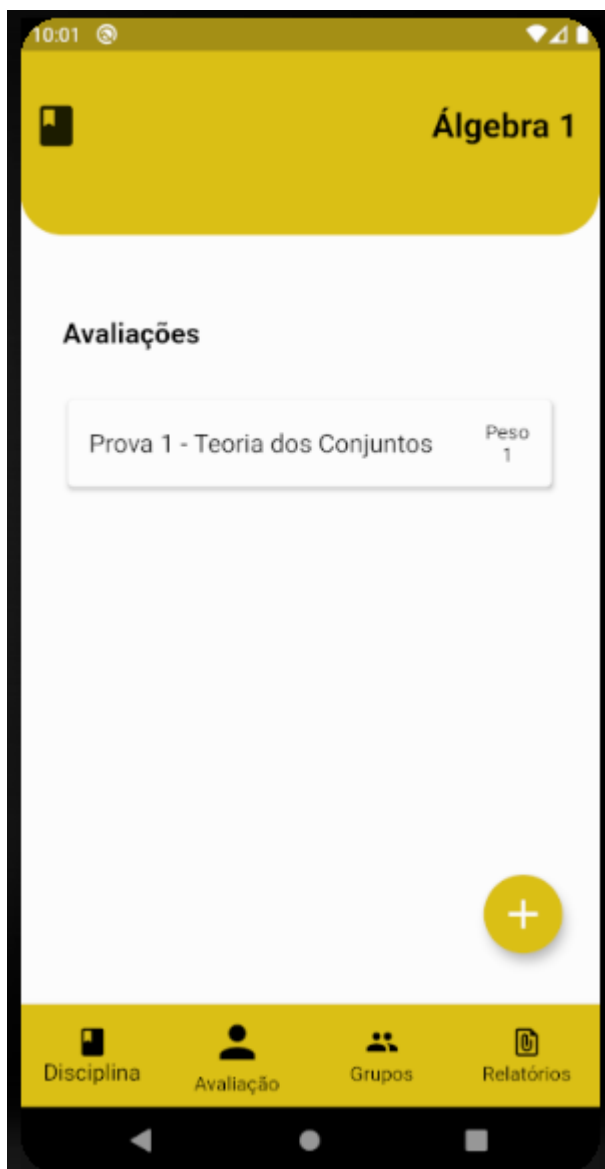 10:01
Álgebra 1
Avaliações
Prova 1 - Teoria dos Conjuntos
Peso
1
Disciplina
Avaliação
Grupos
Relatórios